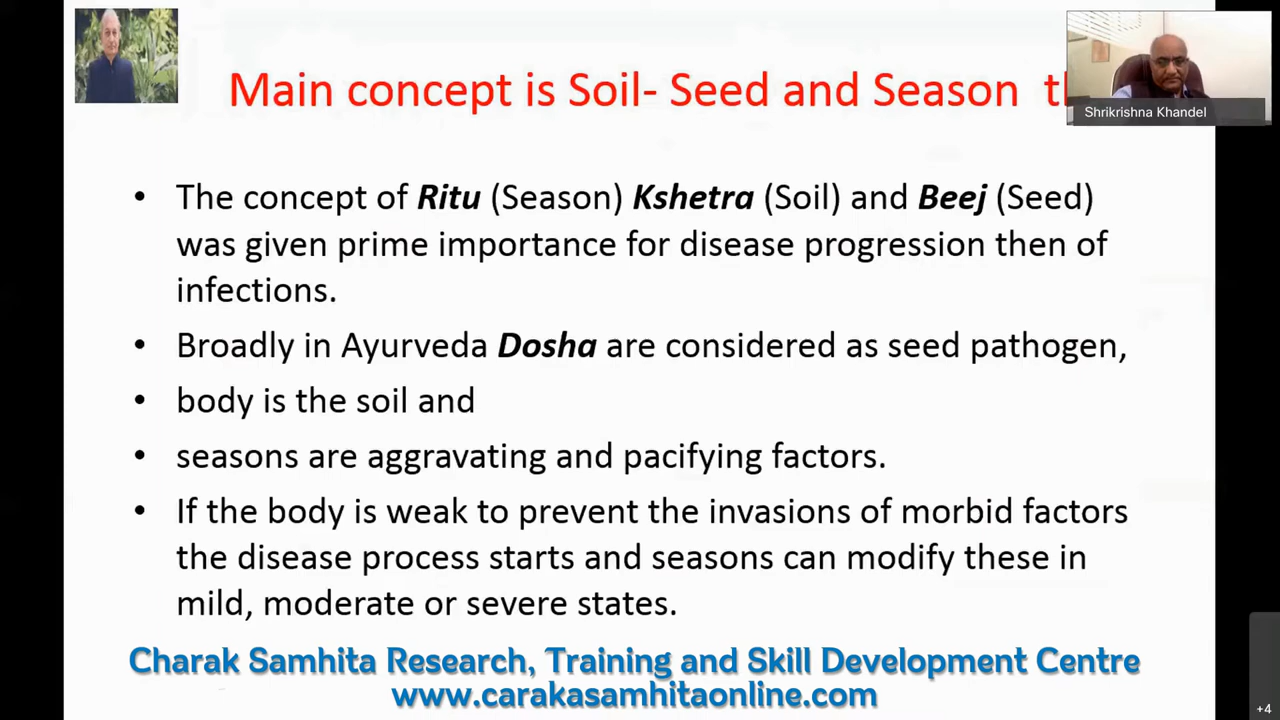 Main concept is Soil- Seed and Season
Shrikrishna Khandel
• The concept of Ritu (Season) Kshetra (Soil) and Beej (Seed)
was given prime importance for disease progression then of
infections.
• Broadly in Ayurveda Dosha are considered as seed pathogen,
• body is the soil and
• seasons are aggravating and pacifying factors.
• If the body is weak to prevent the invasions of morbid factors
the disease process starts and seasons can modify these in
mild, moderate or severe states.
Charak Samhita Research, Training and Skill Development Centre
www.carakasamhitaonline.com
+4